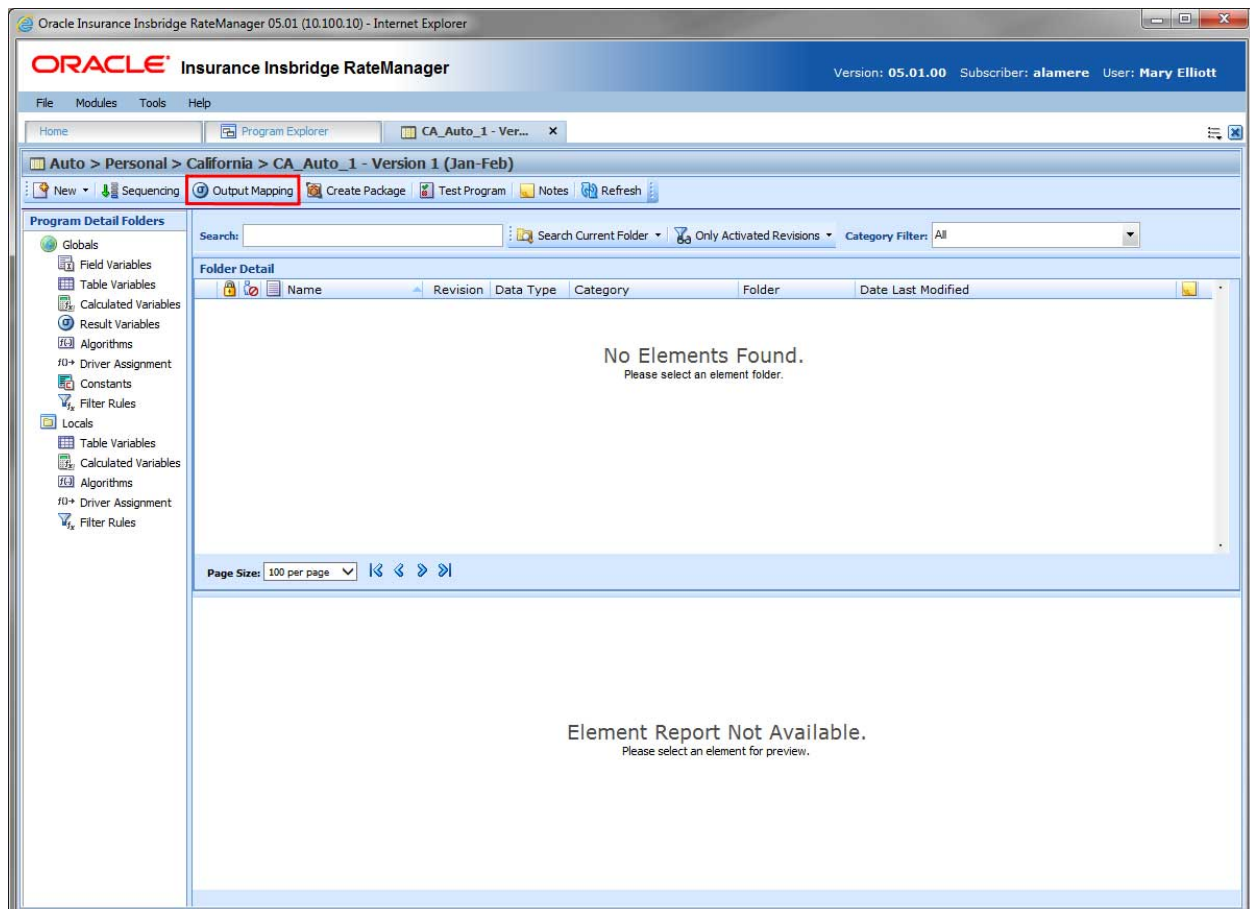 Oracle Insurance Insbridge RateManager 05.01 (10.100.10) - Internet Explorer
ORACLE Insurance Insbridge RateManager
Version: 05.01.00 Subscriber: alamere User: Mary Elliott
File Modules Tools Help
Home Program Explorer CA_Auto_1 - Ver... x
Auto > Personal > California > CA_Auto_1 - Version 1 (Jan-Feb)
New Sequencing Output Mapping Create Package Test Program Notes Refresh
Program Detail Folders
Globals
Field Variables
Table Variables
Calculated Variables
Result Variables
Algorithms
Driver Assignment
Constants
Filter Rules
Locals
Table Variables
Calculated Variables
Algorithms
Driver Assignment
Filter Rules
Search: Search Current Folder Only Activated Revisions Category Filter: All
Folder Detail
Name Revision Data Type Category Folder Date Last Modified
No Elements Found.
Please select an element folder.
Page Size: 100 per page
Element Report Not Available.
Please select an element for preview.